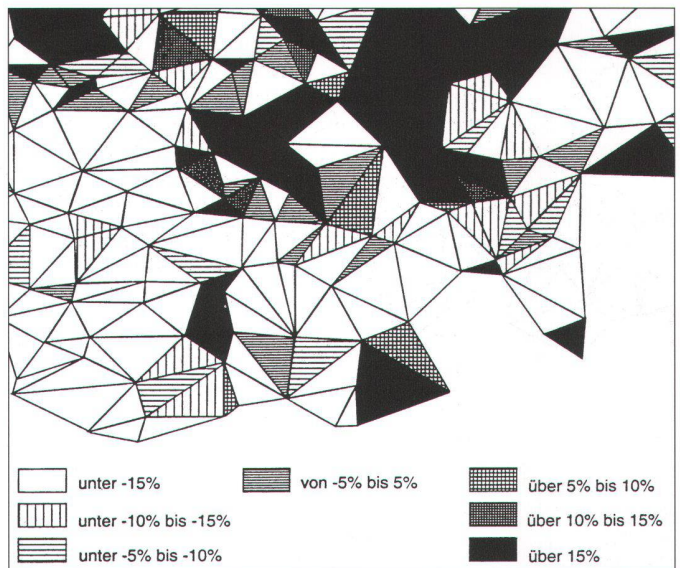 unter -15%
unter -10% bis -15%
unter -5% bis -10%
von -5% bis 5%
über 5% bis 10%
über 10% bis 15%
über 15%